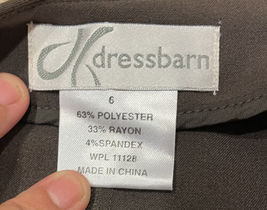 dressbarn
6
63% POLYESTER
33% RAYON
4%SPANDEX
WPL 11128
MADE IN CHINA